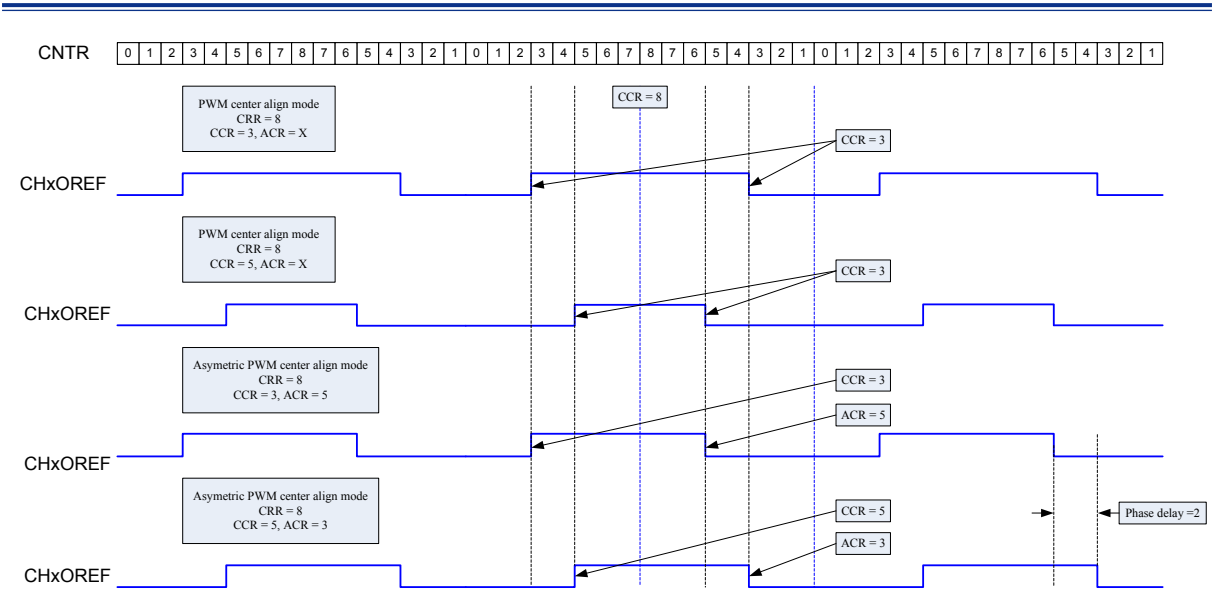 CNTR 0 1 2 3 4 5 6 7 8 7 6 5 4 3 2 1 0 1 2 3 4 5 6 7 8 7 6 5 4 3 2 1 0 1 2 3 4 5 6 7 8 7 6 5 4 3 2 1
PWM center align mode
CRR = 8
CCR = 3, ACR = X
CCR = 8
CCR = 3
CHxOREF
PWM center align mode
CRR = 8
CCR = 5, ACR = X
CCR = 3
CHxOREF
Asymetric PWM center align mode
CRR = 8
CCR = 3, ACR = 5
CCR = 3
ACR = 5
CHxOREF
Asymetric PWM center align mode
CRR = 8
CCR = 5, ACR = 3
CCR = 5
ACR = 3
Phase delay =2
CHxOREF